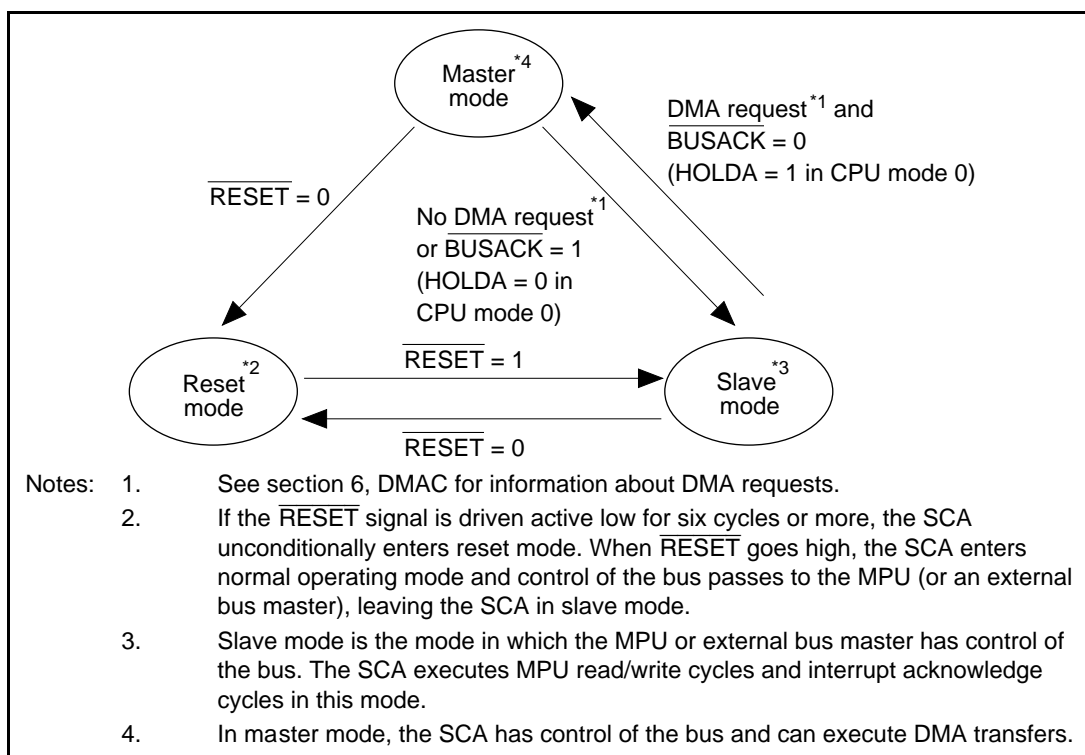 Master*4
mode
DMA request*1 and
B̅U̅S̅A̅C̅K̅ = 0
(HOLDA = 1 in CPU mode 0)
R̅E̅S̅E̅T̅ = 0
No DMA request*1
or B̅U̅S̅A̅C̅K̅ = 1
(HOLDA = 0 in
CPU mode 0)
R̅E̅S̅E̅T̅ = 1
Reset*2
mode
Slave*3
mode
R̅E̅S̅E̅T̅ = 0
Notes: 1. See section 6, DMAC for information about DMA requests.
2. If the R̅E̅S̅E̅T̅ signal is driven active low for six cycles or more, the SCA
unconditionally enters reset mode. When R̅E̅S̅E̅T̅ goes high, the SCA enters
normal operating mode and control of the bus passes to the MPU (or an external
bus master), leaving the SCA in slave mode.
3. Slave mode is the mode in which the MPU or external bus master has control of
the bus. The SCA executes MPU read/write cycles and interrupt acknowledge
cycles in this mode.
4. In master mode, the SCA has control of the bus and can execute DMA transfers.